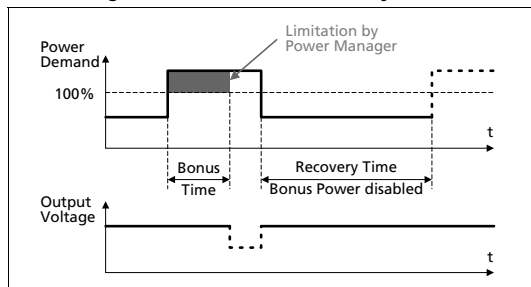 Limitation by
Power Manager
Power
Demand
100%
t
Bonus
Time
Recovery Time
Bonus Power disabled
Output
Voltage
t